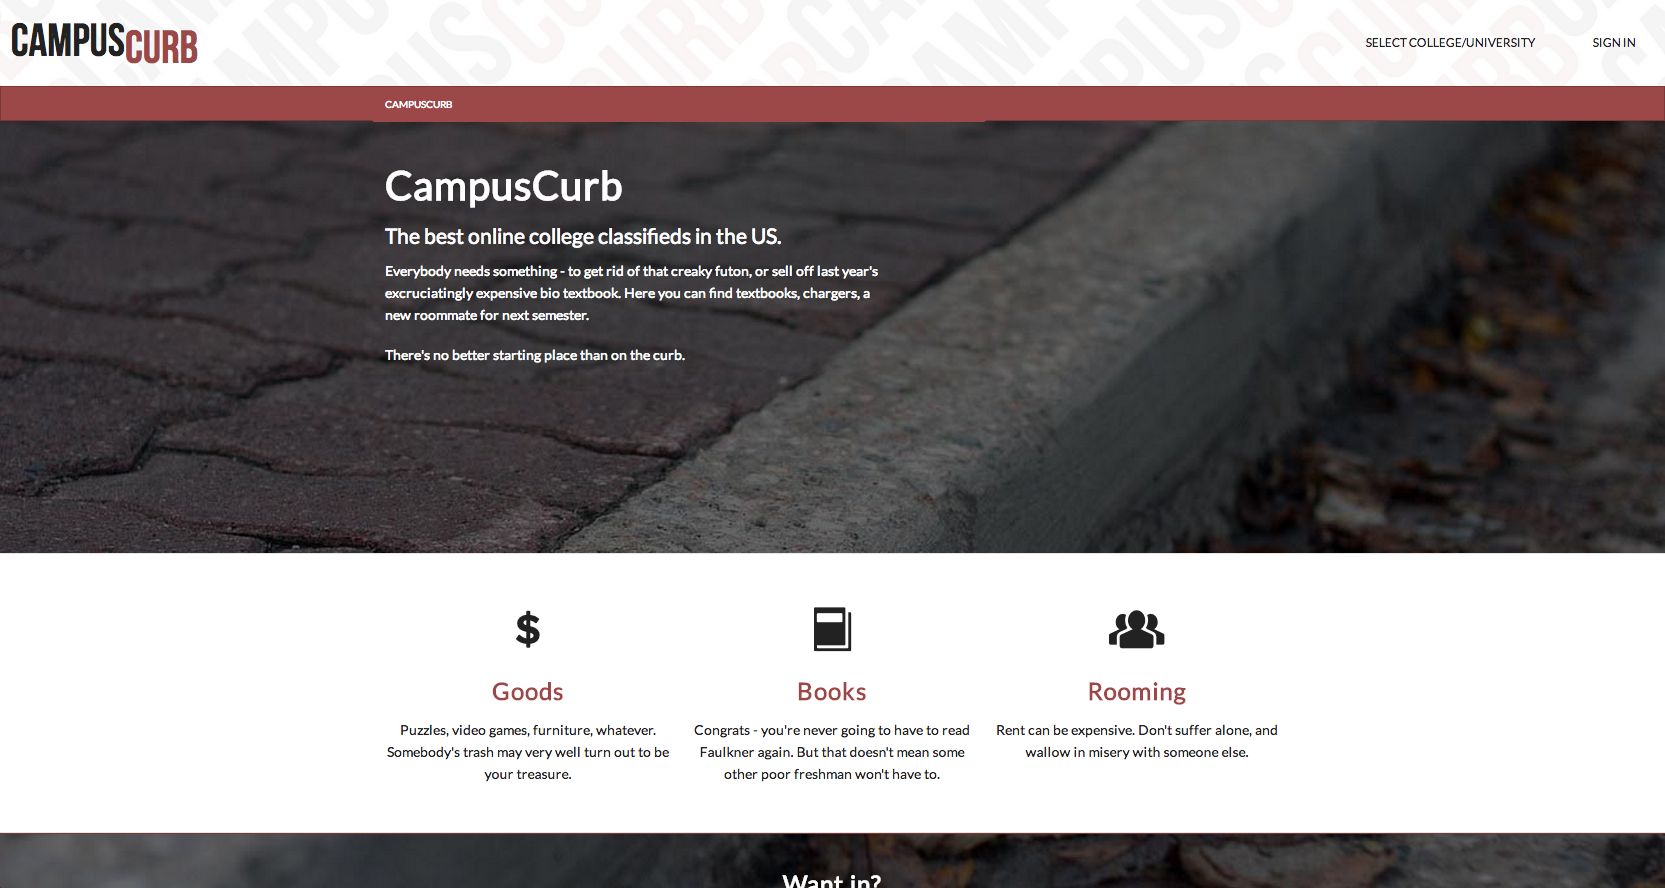 CAMPUSCURB
SELECT COLLEGE/UNIVERSITY
SIGN IN
CAMPUSCURB
CampusCurb
The best online college classifieds in the US.
Everybody needs something - to get rid of that creaky futon, or sell off last year's
excruciatingly expensive bio textbook. Here you can find textbooks, chargers, a
new roommate for next semester.
There's no better starting place than on the curb.
$
Goods
Puzzles, video games, furniture, whatever.
Somebody's trash may very well turn out to be
your treasure.
Books
Congrats - you're never going to have to read
Faulkner again. But that doesn't mean some
other poor freshman won't have to.
Rooming
Rent can be expensive. Don't suffer alone, and
wallow in misery with someone else.
Want in?